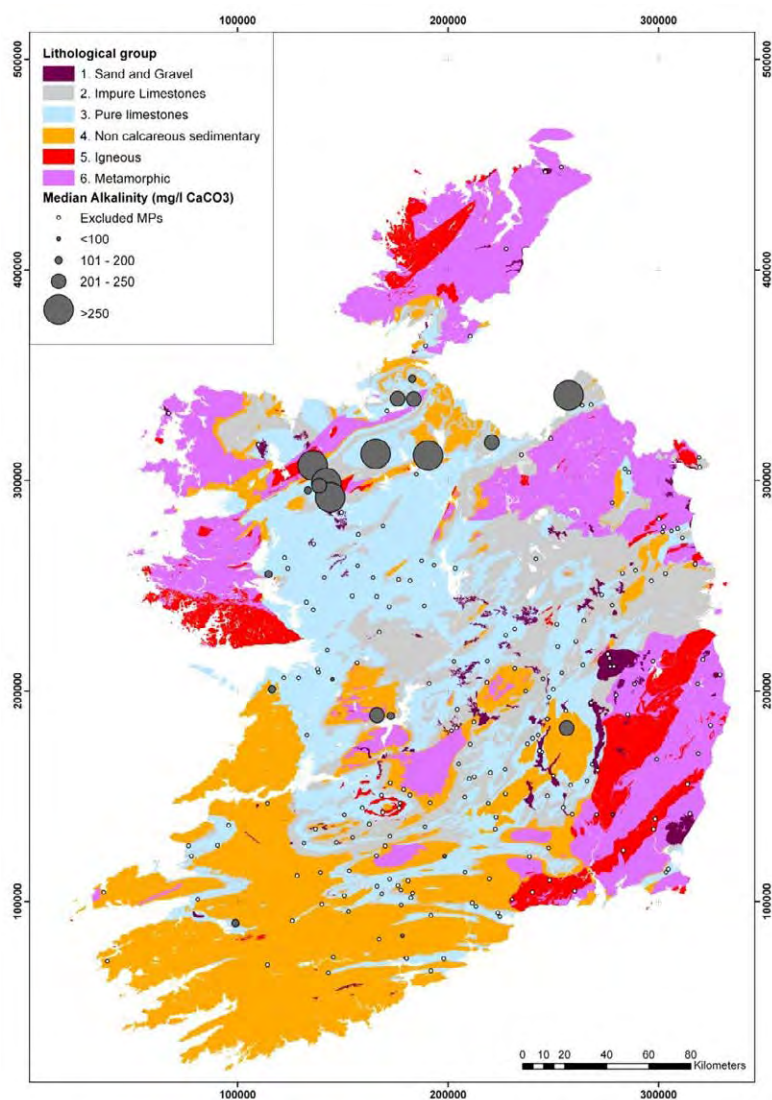 100000 200000 300000
500000
400000
300000
200000
100000
Lithological group
1. Sand and Gravel
2. Impure Limestones
3. Pure limestones
4. Non calcareous sedimentary
5. Igneous
6. Metamorphic
Median Alkalinity (mg/l CaCO3)
Excluded MPs
<100
101 - 200
201 - 250
>250
500000
400000
300000
200000
100000
0 5 10 20 40 60 80
Kilometers
100000 200000 300000